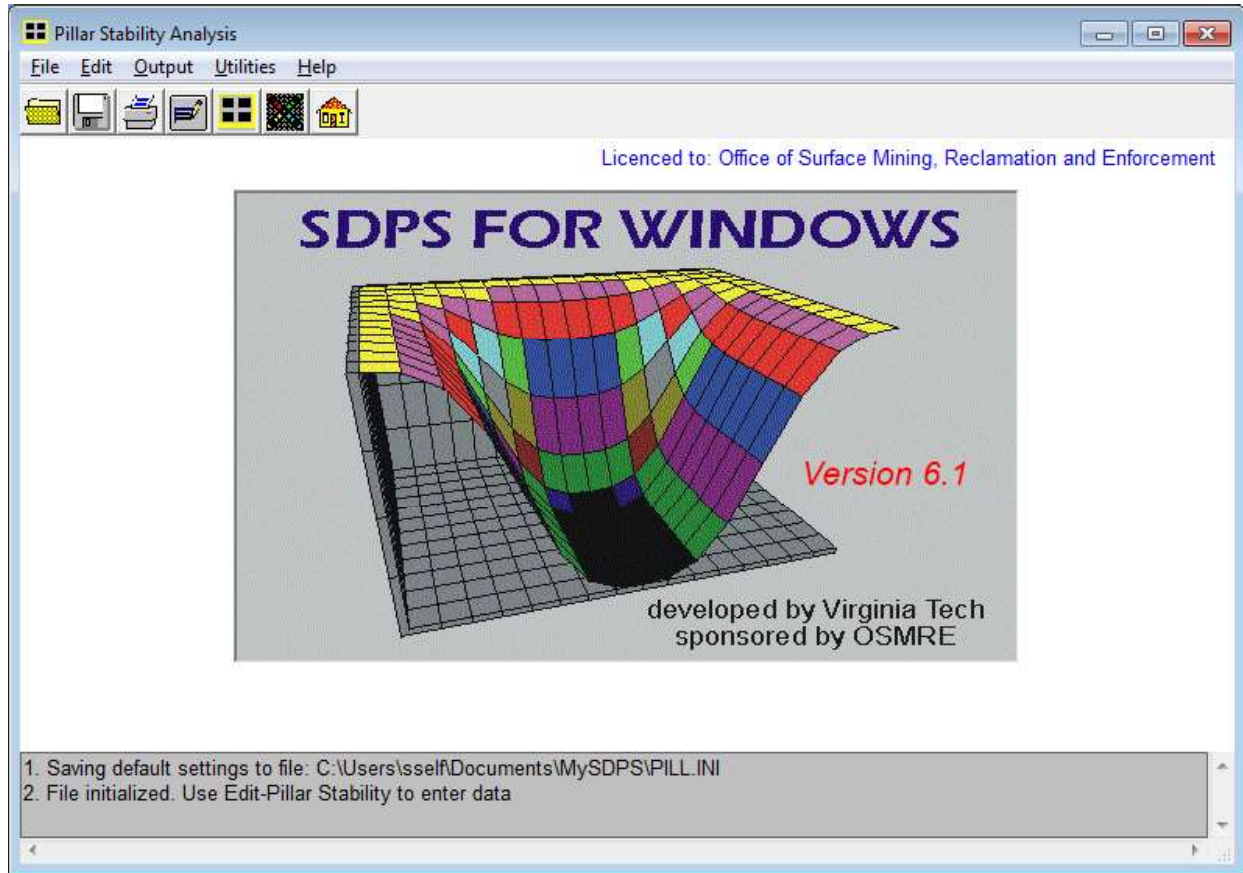 Pillar Stability Analysis
File Edit Output Utilities Help
Licenced to: Office of Surface Mining, Reclamation and Enforcement
SDPS FOR WINDOWS
Version 6.1
developed by Virginia Tech
sponsored by OSMRE
1. Saving default settings to file: C:\Users\sself\Documents\MySDPS\PILL.INI
2. File initialized. Use Edit-Pillar Stability to enter data